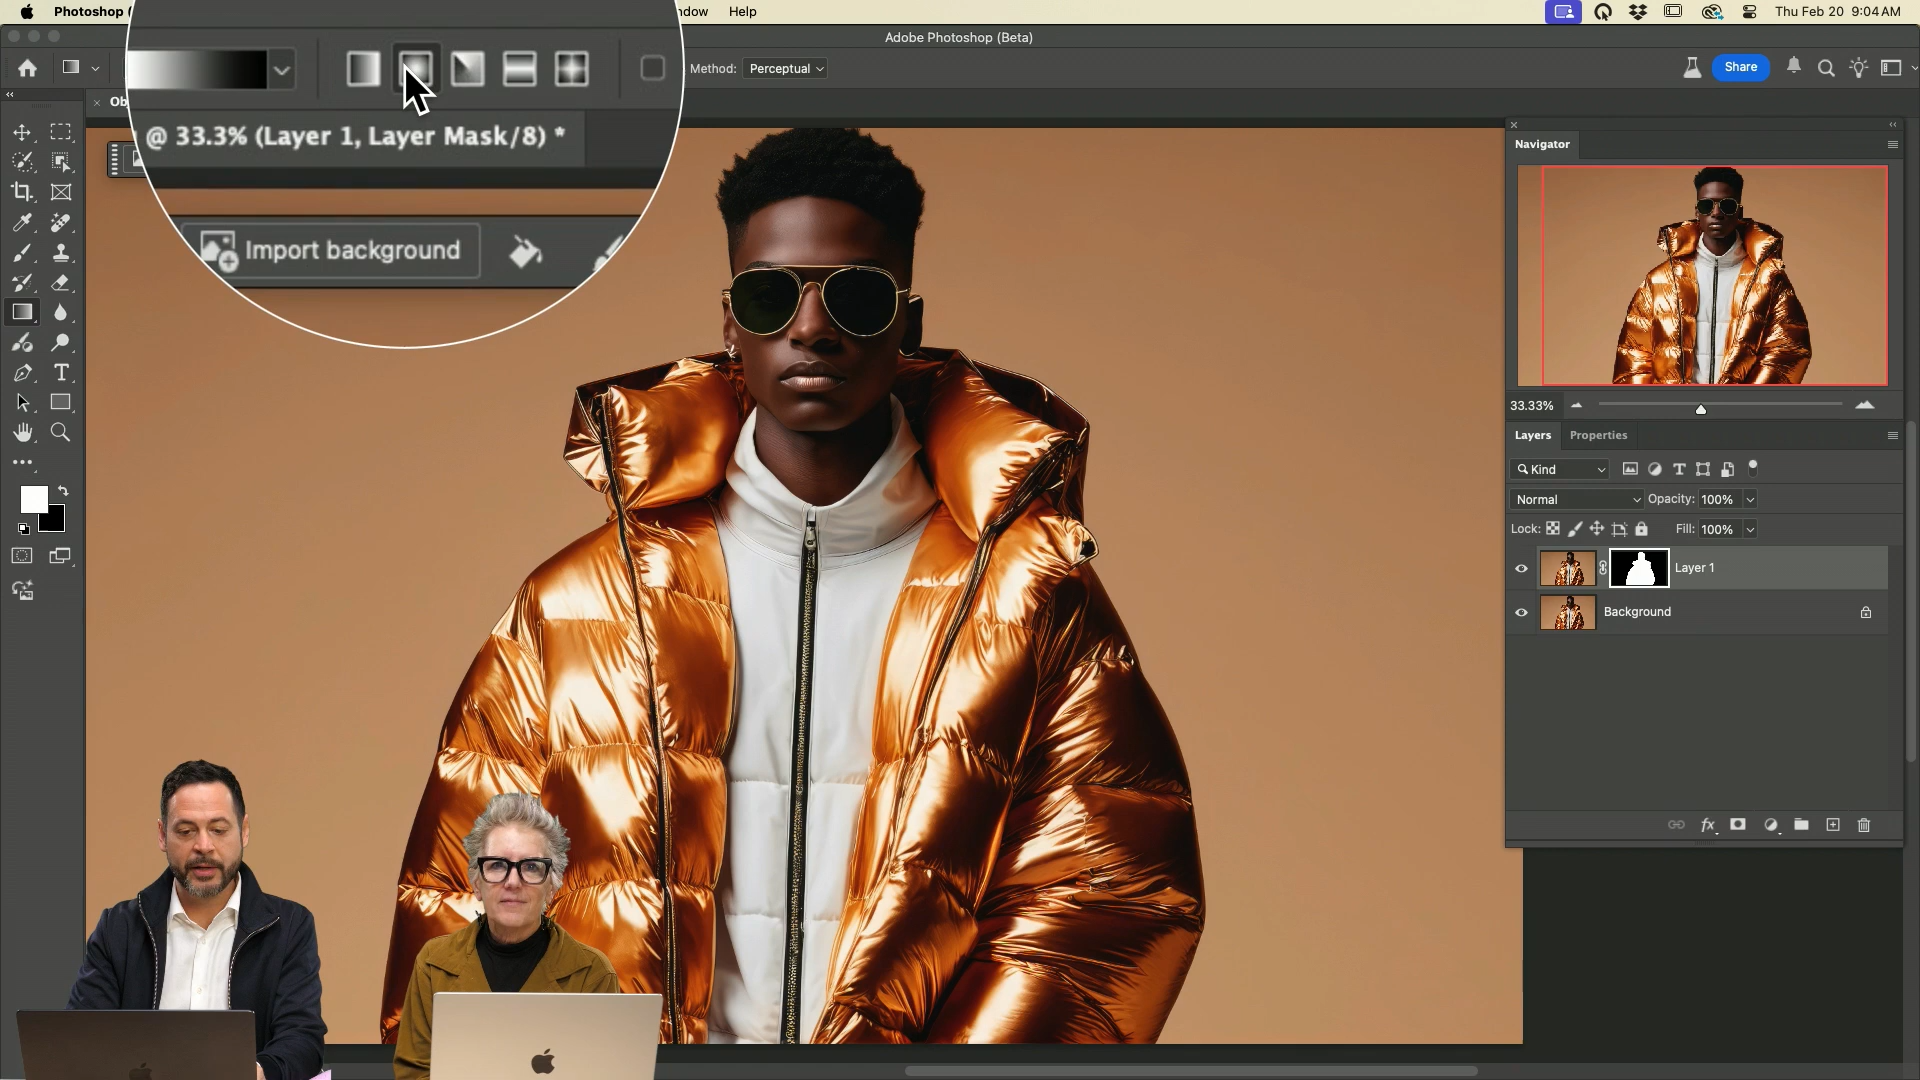 Photoshop (
ndow Help
Thu Feb 20 9:04 AM
Adobe Photoshop (Beta)
Method: Perceptual
Share
× Ob
@ 33.3% (Layer 1, Layer Mask/8) *
Import background
Navigator
33.33%
Layers Properties
Kind
Normal Opacity: 100%
Lock: Fill: 100%
Layer 1
Background